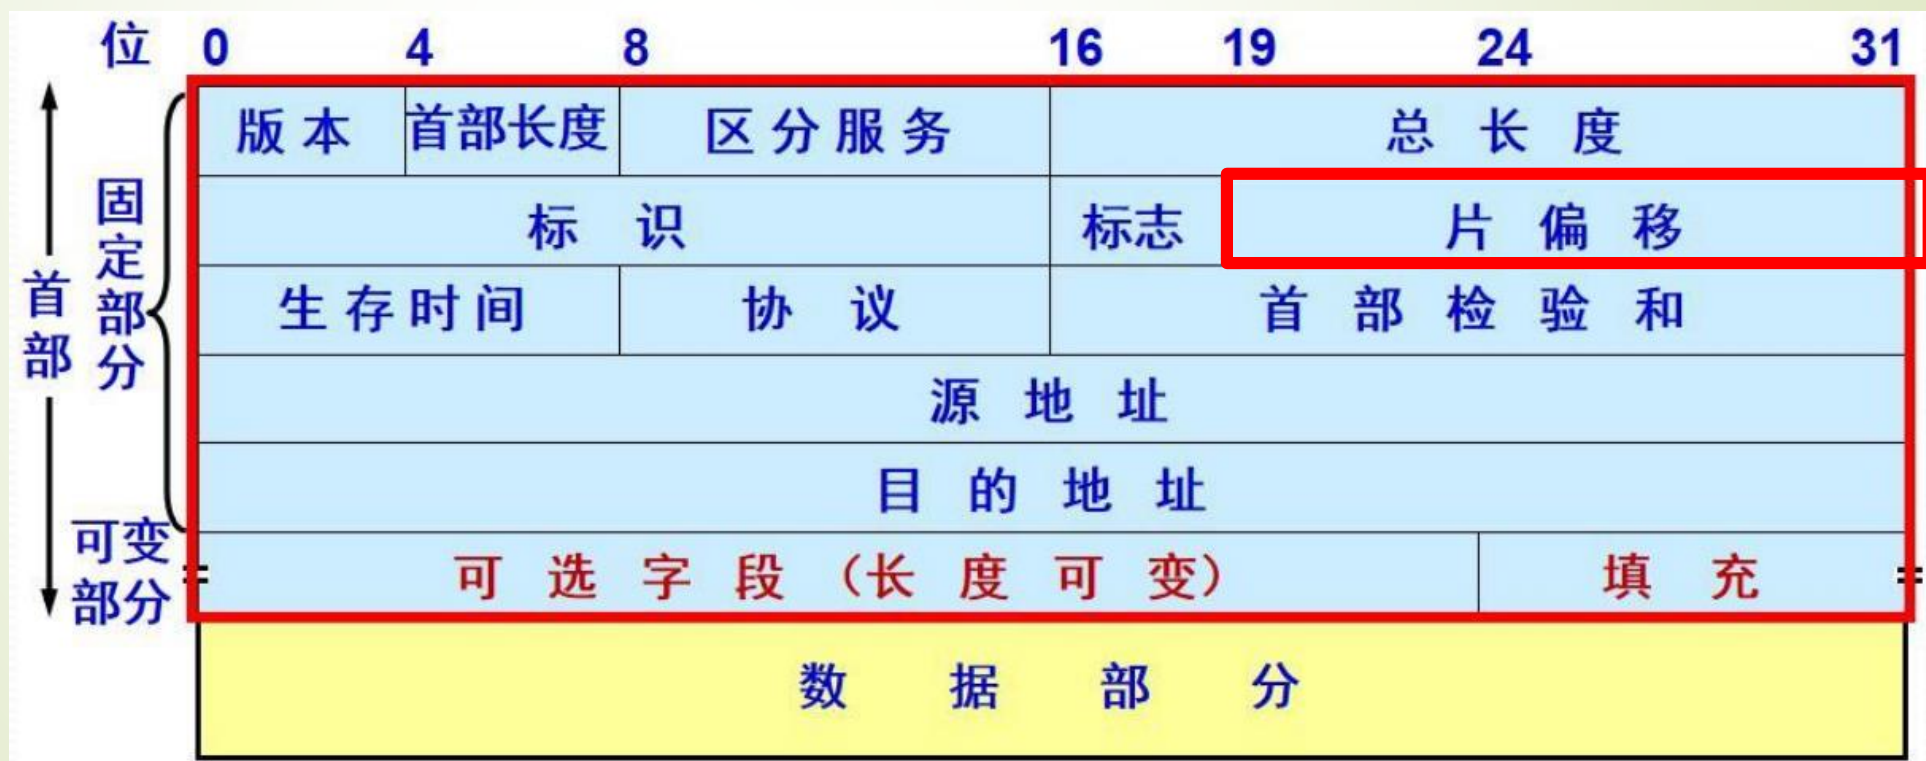 位 0 4 8 16 19 24 31
版本 首部长度 区分服务 总长度
标识 标志 片偏移
生存时间 协议 首部检验和
源地址
目的地址
可选字段（长度可变） 填充
数据部分
首部
固定部分
可变
部分